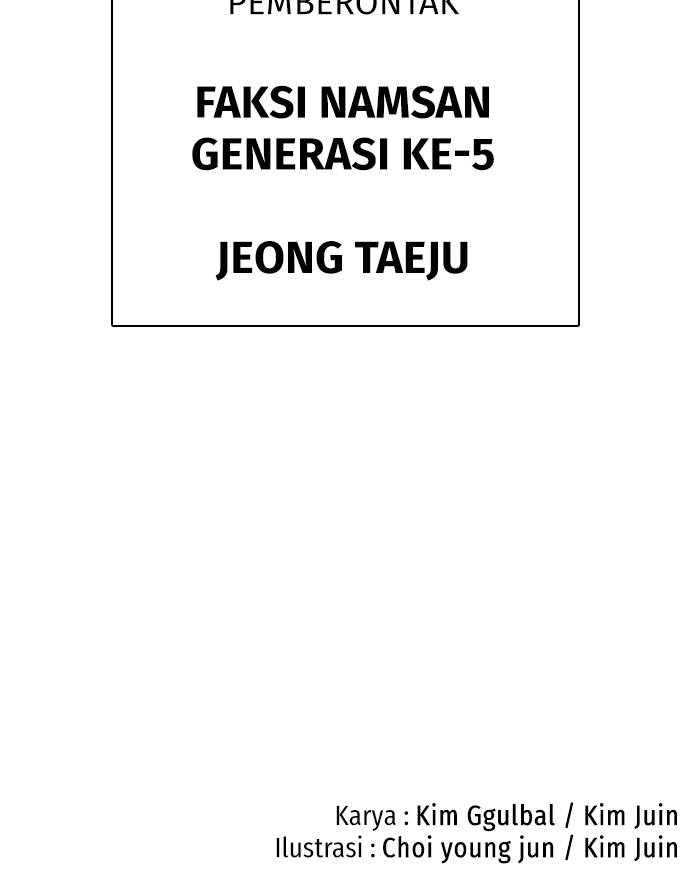 PEMBERONTAK
FAKSI NAMSAN
GENERASI KE-5
JEONG TAEJU
Karya : Kim Ggulbal / Kim Juin
Ilustrasi : Choi young jun / Kim Juin